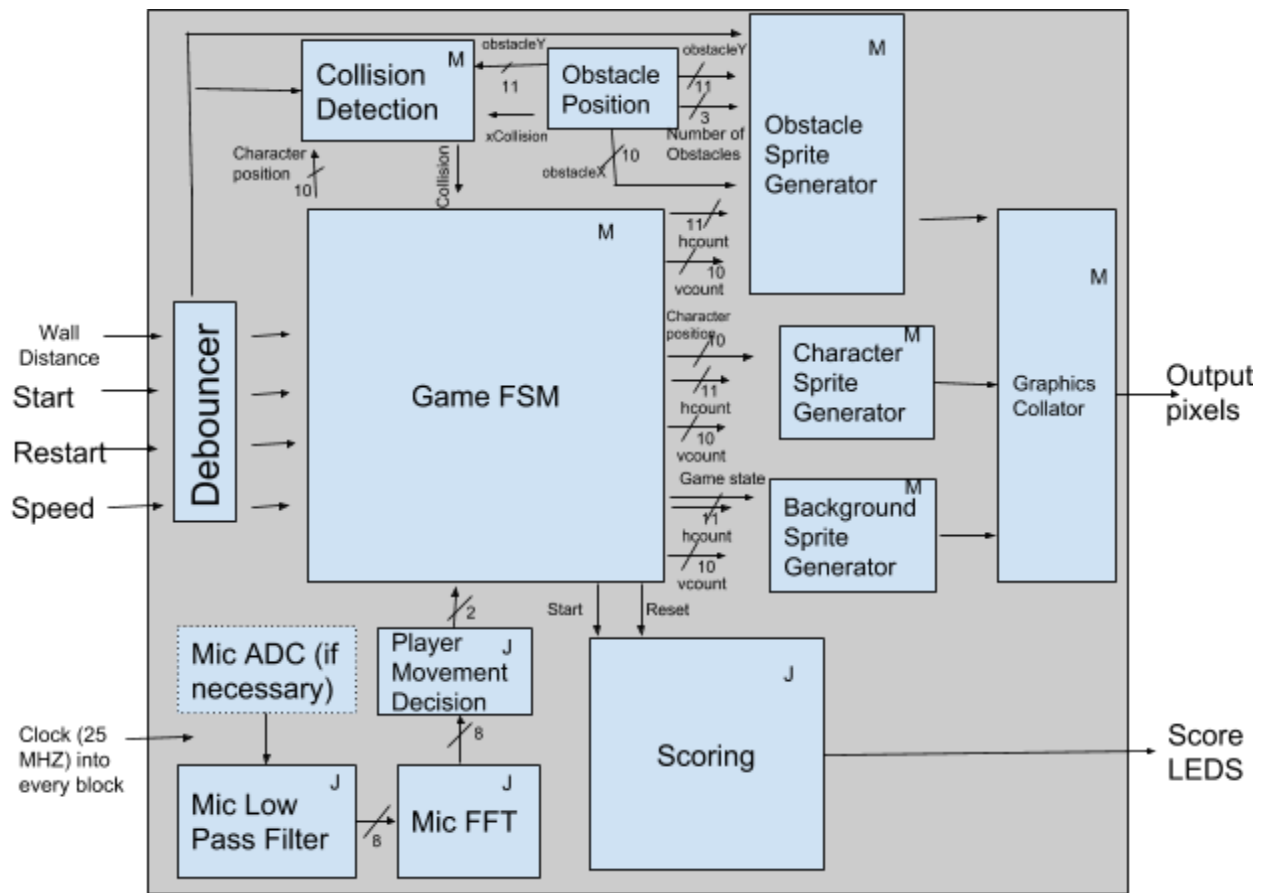 M
obstacleY
11
Collision
Detection
xCollision
Obstacle
Position
obstacleY
11
3
Number of
Obstacles
10
obstacleX
M
Obstacle
Sprite
Generator
Character
position
10
Collision
M
Game FSM
11
hcount
10
vcount
Character
position
10
11
hcount
10
vcount
Game state
11
hcount
10
vcount
M
Character
Sprite
Generator
M
Background
Sprite
Generator
M
Graphics
Collator
Output
pixels
Wall
Distance
Start
Restart
Speed
Debouncer
2
Start
Reset
Mic ADC (if
necessary)
J
Player
Movement
Decision
8
Clock (25
MHZ) into
every block
J
Mic Low
Pass Filter
8
J
Mic FFT
J
Scoring
Score
LEDS